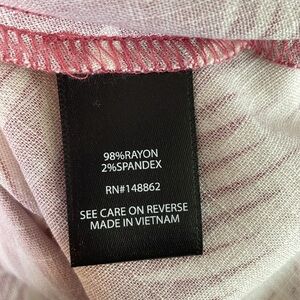 98%RAYON
2%SPANDEX
RN#148862
SEE CARE ON REVERSE
MADE IN VIETNAM